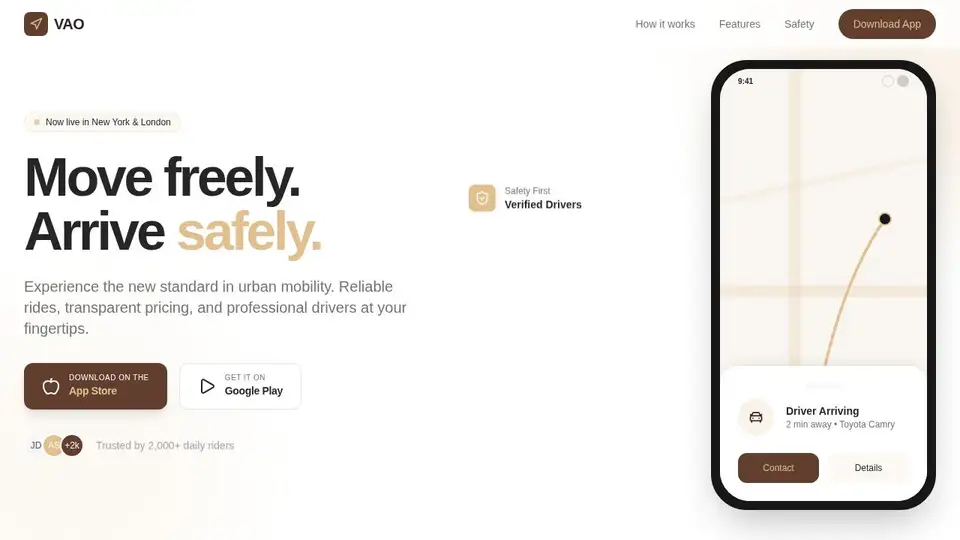 VAO
How it works
Features
Safety
Download App
Now live in New York & London
Move freely.
Arrive safely.
Experience the new standard in urban mobility. Reliable
rides, transparent pricing, and professional drivers at your
fingertips.
DOWNLOAD ON THE
App Store
GET IT ON
Google Play
JD
AS
+2k
Trusted by 2,000+ daily riders
Safety First
Verified Drivers
9:41
Driver Arriving
2 min away • Toyota Camry
Contact
Details